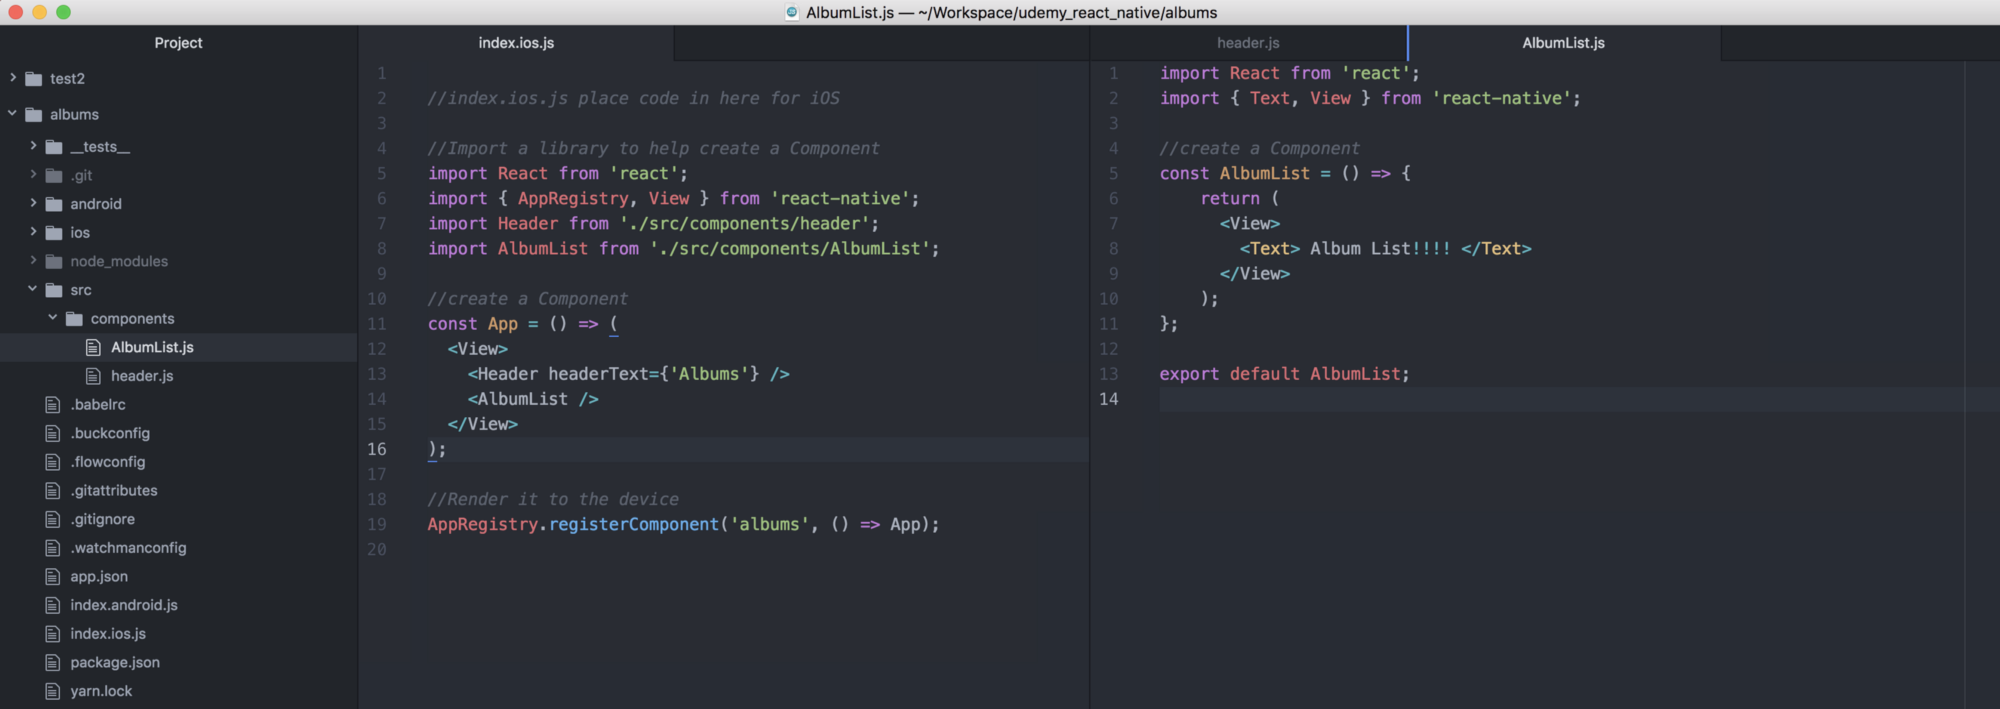 AlbumList.js — ~/Workspace/udemy_react_native/albums
Project
test2
albums
__tests__
.git
android
ios
node_modules
src
components
AlbumList.js
header.js
.babelrc
.buckconfig
.flowconfig
.gitattributes
.gitignore
.watchmanconfig
app.json
index.android.js
index.ios.js
package.json
yarn.lock
index.ios.js
1
2 //index.ios.js place code in here for iOS
3
4 //Import a library to help create a Component
5 import React from 'react';
6 import { AppRegistry, View } from 'react-native';
7 import Header from './src/components/header';
8 import AlbumList from './src/components/AlbumList';
9
10 //create a Component
11 const App = () => (
12 <View>
13 <Header headerText={'Albums'} />
14 <AlbumList />
15 </View>
16 );
17
18 //Render it to the device
19 AppRegistry.registerComponent('albums', () => App);
20
header.js
AlbumList.js
1 import React from 'react';
2 import { Text, View } from 'react-native';
3
4 //create a Component
5 const AlbumList = () => {
6 return (
7 <View>
8 <Text> Album List!!!! </Text>
9 </View>
10 );
11 };
12
13 export default AlbumList;
14